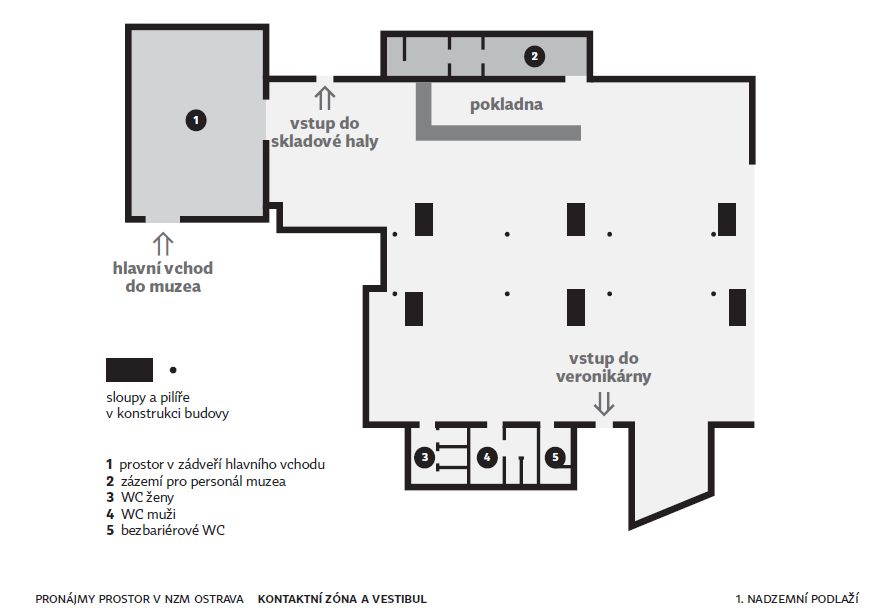 2
pokladna
1
vstup do
skladové haly
hlavní vchod
do muzea
vstup do
veronikárny
sloupy a pilíře
v konstrukci budovy
3
4
5
1 prostor v zádveří hlavního vchodu
2 zázemí pro personál muzea
3 WC ženy
4 WC muži
5 bezbariérové WC
PRONÁJMY PROSTOR V NZM OSTRAVA KONTAKTNÍ ZÓNA A VESTIBUL
1. NADZEMNÍ PODLAŽÍ